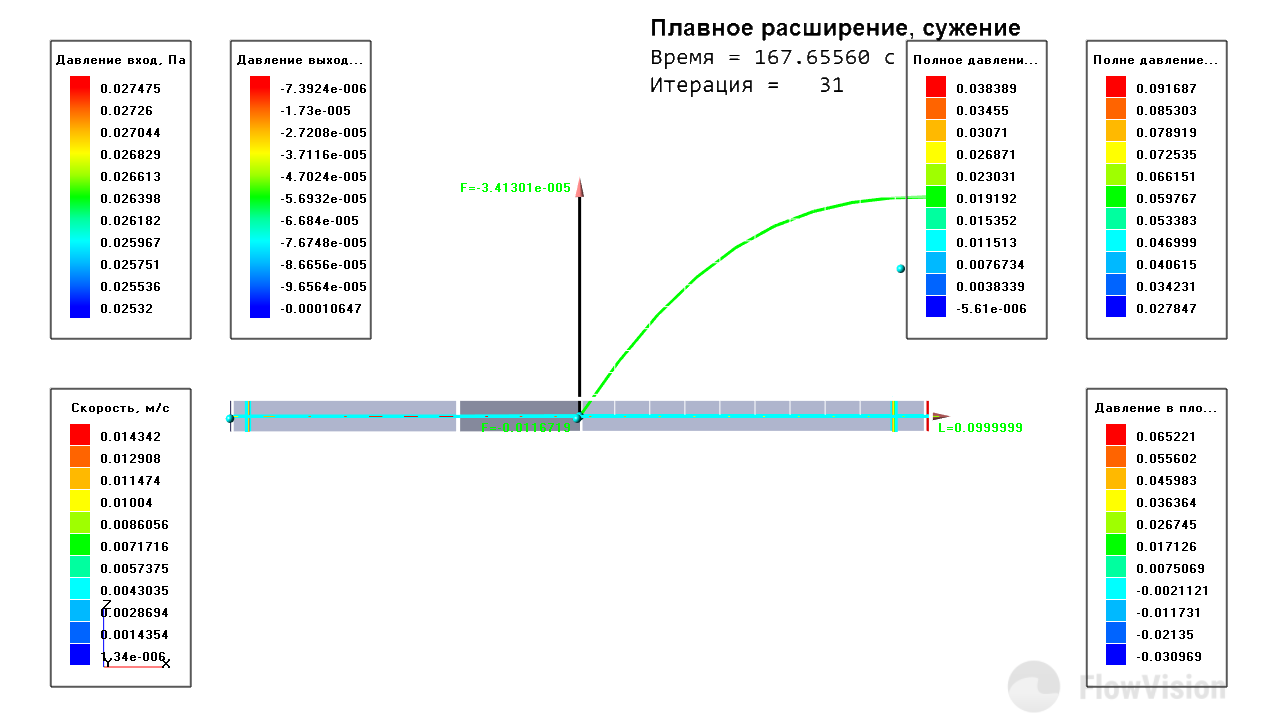 Плавное расширение, сужение
Время = 167.65560 с
Итерация = 31
Давление вход, Па
0.027475
0.02726
0.027044
0.026829
0.026613
0.026398
0.026182
0.025967
0.025751
0.025536
0.02532
Давление выход...
-7.3924e-006
-1.73e-005
-2.7208e-005
-3.7116e-005
-4.7024e-005
-5.6932e-005
-6.684e-005
-7.6748e-005
-8.6656e-005
-9.6564e-005
-0.00010647
F=-3.41301e-005
Полное давлени...
0.038389
0.03455
0.03071
0.026871
0.023031
0.019192
0.015352
0.011513
0.0076734
0.0038339
-5.61e-006
Полне давление...
0.091687
0.085303
0.078919
0.072535
0.066151
0.059767
0.053383
0.046999
0.040615
0.034231
0.027847
L=0.0999999
Скорость, м/с
0.014342
0.012908
0.011474
0.01004
0.0086056
0.0071716
0.0057375
0.0043035
0.0028694
0.0014354
1.34e-006
Z
Y
X
Давление в пло...
0.065221
0.055602
0.045983
0.036364
0.026745
0.017126
0.0075069
-0.0021121
-0.011731
-0.02135
-0.030969
FlowVision